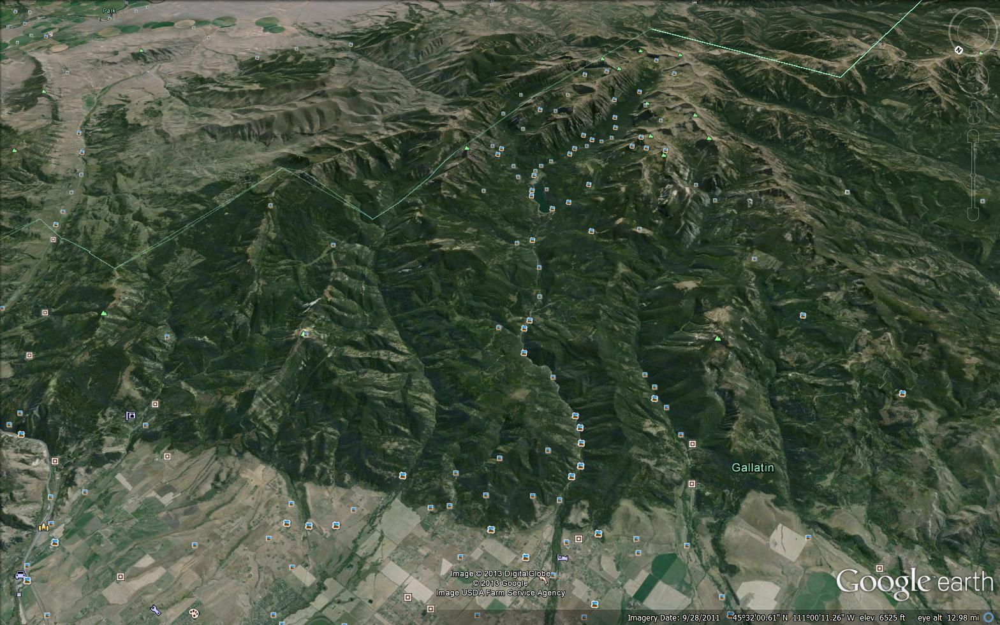 Park
N
Gallatin
Image © 2013 DigitalGlobe
© 2013 Google
Image USDA Farm Service Agency
Google earth
Imagery Date: 9/28/2011 45°32'00.61" N 111°00'11.26" W elev 6525 ft eye alt 12.98 mi